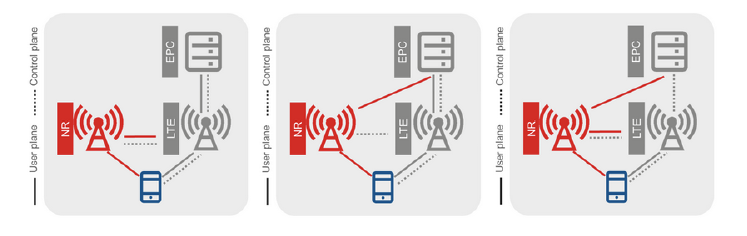 User plane
Control plane
EPC
NR
LTE
User plane
Control plane
EPC
NR
LTE
User plane
Control plane
EPC
NR
LTE